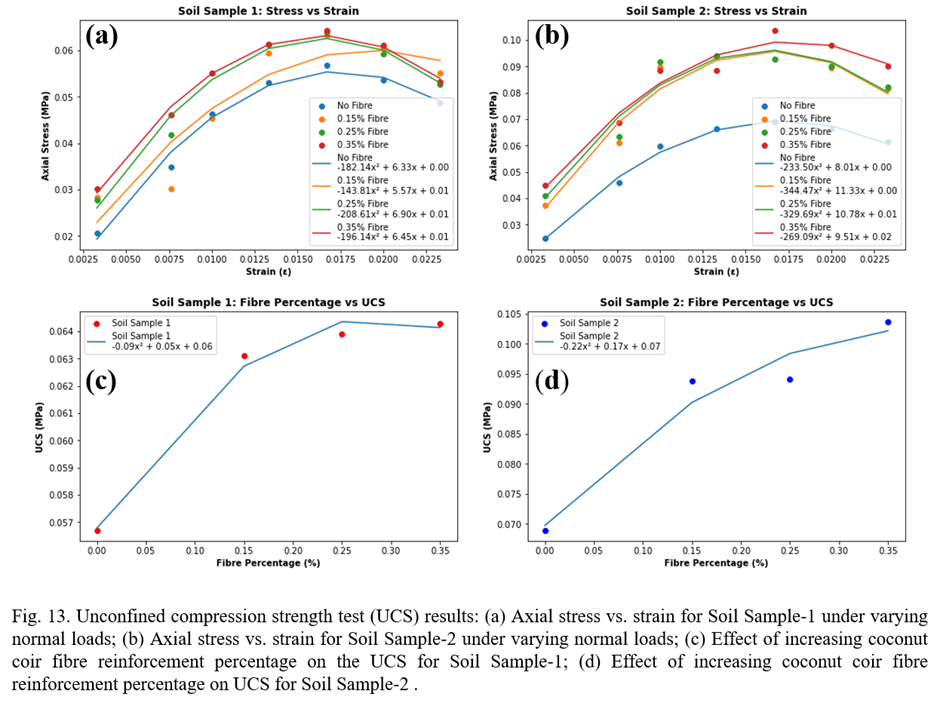 Soil Sample 1: Stress vs Strain
(a)
Axial Stress (MPa)
0.06
0.05
0.04
0.03
0.02
No Fibre
0.15% Fibre
0.25% Fibre
0.35% Fibre
No Fibre
-182.14x² + 6.33x + 0.00
0.15% Fibre
-143.81x² + 5.57x + 0.01
0.25% Fibre
-208.61x² + 6.90x + 0.01
0.35% Fibre
-196.14x² + 6.45x + 0.01
0.0025 0.0050 0.0075 0.0100 0.0125 0.0150 0.0175 0.0200 0.0225
Strain (ε)
Soil Sample 2: Stress vs Strain
(b)
Axial Stress (MPa)
0.10
0.09
0.08
0.07
0.06
0.05
0.04
0.03
No Fibre
0.15% Fibre
0.25% Fibre
0.35% Fibre
No Fibre
-233.50x² + 8.01x + 0.00
0.15% Fibre
-344.47x² + 11.33x + 0.00
0.25% Fibre
-329.69x² + 10.78x + 0.01
0.35% Fibre
-269.09x² + 9.51x + 0.02
0.0025 0.0050 0.0075 0.0100 0.0125 0.0150 0.0175 0.0200 0.0225
Strain (ε)
Soil Sample 1: Fibre Percentage vs UCS
Soil Sample 1
Soil Sample 1
-0.09x² + 0.05x + 0.06
(c)
UCS (MPa)
0.064
0.063
0.062
0.061
0.060
0.059
0.058
0.057
0.00 0.05 0.10 0.15 0.20 0.25 0.30 0.35
Fibre Percentage (%)
Soil Sample 2: Fibre Percentage vs UCS
Soil Sample 2
Soil Sample 2
-0.22x² + 0.17x + 0.07
(d)
UCS (MPa)
0.105
0.100
0.095
0.090
0.085
0.080
0.075
0.070
0.00 0.05 0.10 0.15 0.20 0.25 0.30 0.35
Fibre Percentage (%)
Fig. 13. Unconfined compression strength test (UCS) results: (a) Axial stress vs. strain for Soil Sample-1 under varying
normal loads; (b) Axial stress vs. strain for Soil Sample-2 under varying normal loads; (c) Effect of increasing coconut
coir fibre reinforcement percentage on the UCS for Soil Sample-1; (d) Effect of increasing coconut coir fibre
reinforcement percentage on UCS for Soil Sample-2 .